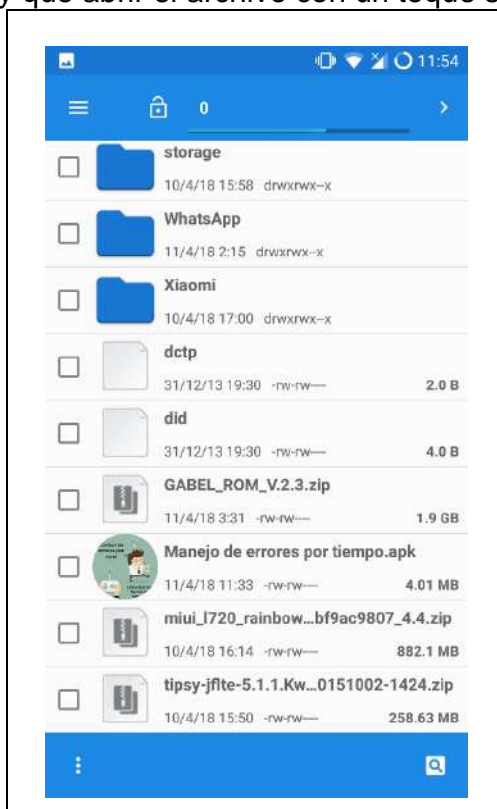 y que abrir el archivo con un toque s
11:54
0
storage
10/4/18 15:58 drwxrwx--x
WhatsApp
11/4/18 2:15 drwxrwx--x
Xiaomi
10/4/18 17:00 drwxrwx--x
dctp
31/12/13 19:30 -rw-rw---- 2.0 B
did
31/12/13 19:30 -rw-rw---- 4.0 B
GABEL_ROM_V.2.3.zip
11/4/18 3:31 -rw-rw---- 1.9 GB
Manejo de errores por tiempo.apk
11/4/18 11:33 -rw-rw---- 4.01 MB
miui_l720_rainbow...bf9ac9807_4.4.zip
10/4/18 16:14 -rw-rw---- 882.1 MB
tipsy-jflte-5.1.1.Kw...0151002-1424.zip
10/4/18 15:50 -rw-rw---- 258.63 MB